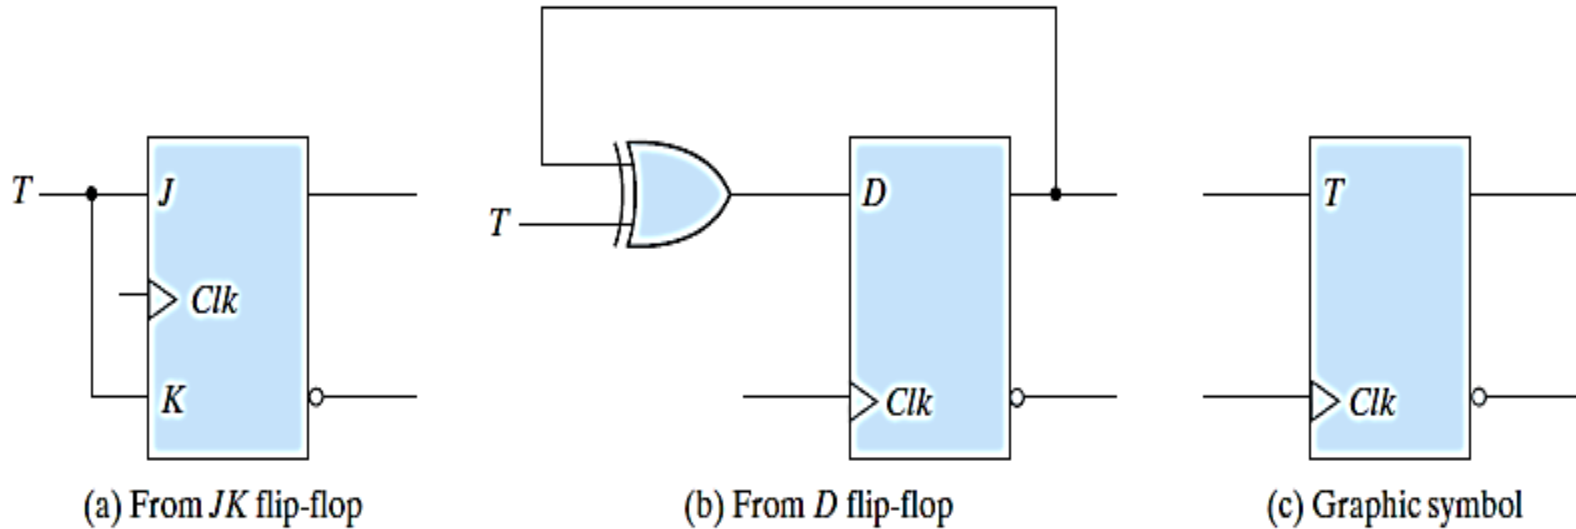 T
J
Clk
K
(a) From JK flip-flop
T
D
Clk
(b) From D flip-flop
T
Clk
(c) Graphic symbol